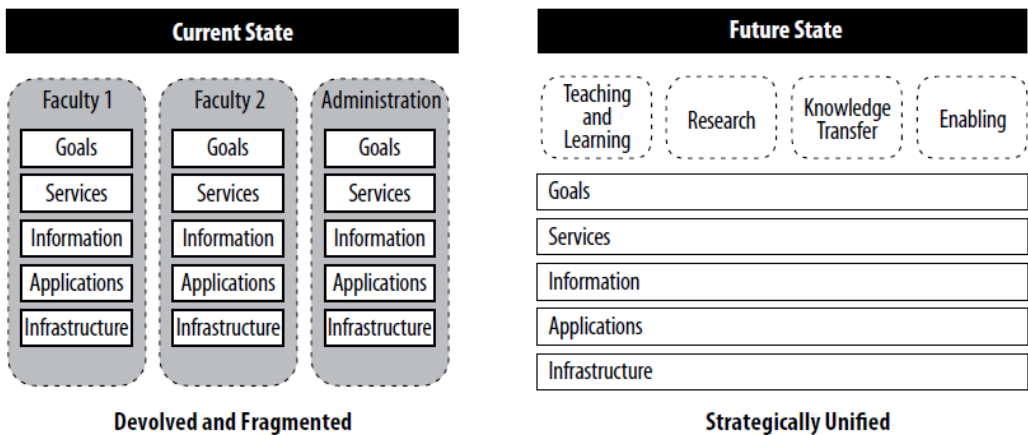 Current State
Faculty 1
Goals
Services
Information
Applications
Infrastructure
Faculty 2
Goals
Services
Information
Applications
Infrastructure
Administration
Goals
Services
Information
Applications
Infrastructure
Devolved and Fragmented
Future State
Teaching
and
Learning
Research
Knowledge
Transfer
Enabling
Goals
Services
Information
Applications
Infrastructure
Strategically Unified